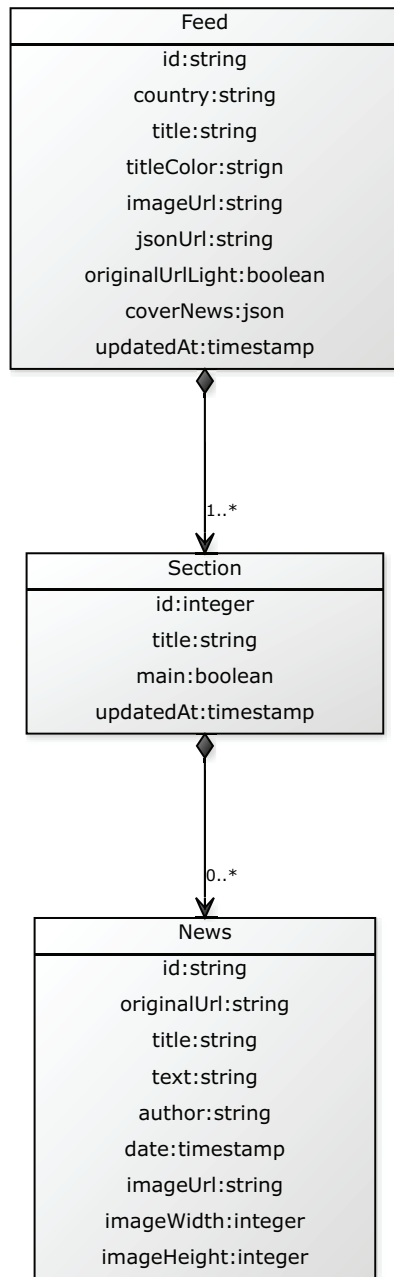 Feed
id:string
country:string
title:string
titleColor:strign
imageUrl:string
jsonUrl:string
originalUrlLight:boolean
coverNews:json
updatedAt:timestamp
1..*
Section
id:integer
title:string
main:boolean
updatedAt:timestamp
0..*
News
id:string
originalUrl:string
title:string
text:string
author:string
date:timestamp
imageUrl:string
imageWidth:integer
imageHeight:integer